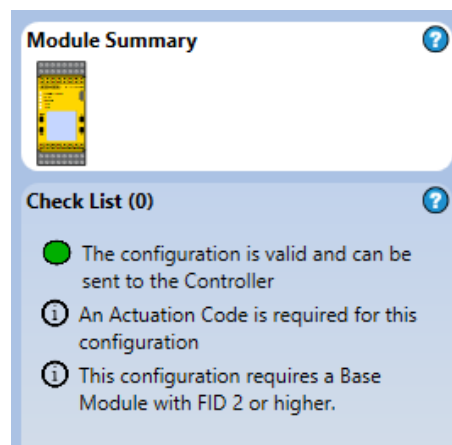 Module Summary
?
Check List (0)
?
The configuration is valid and can be
sent to the Controller
i An Actuation Code is required for this
configuration
i This configuration requires a Base
Module with FID 2 or higher.